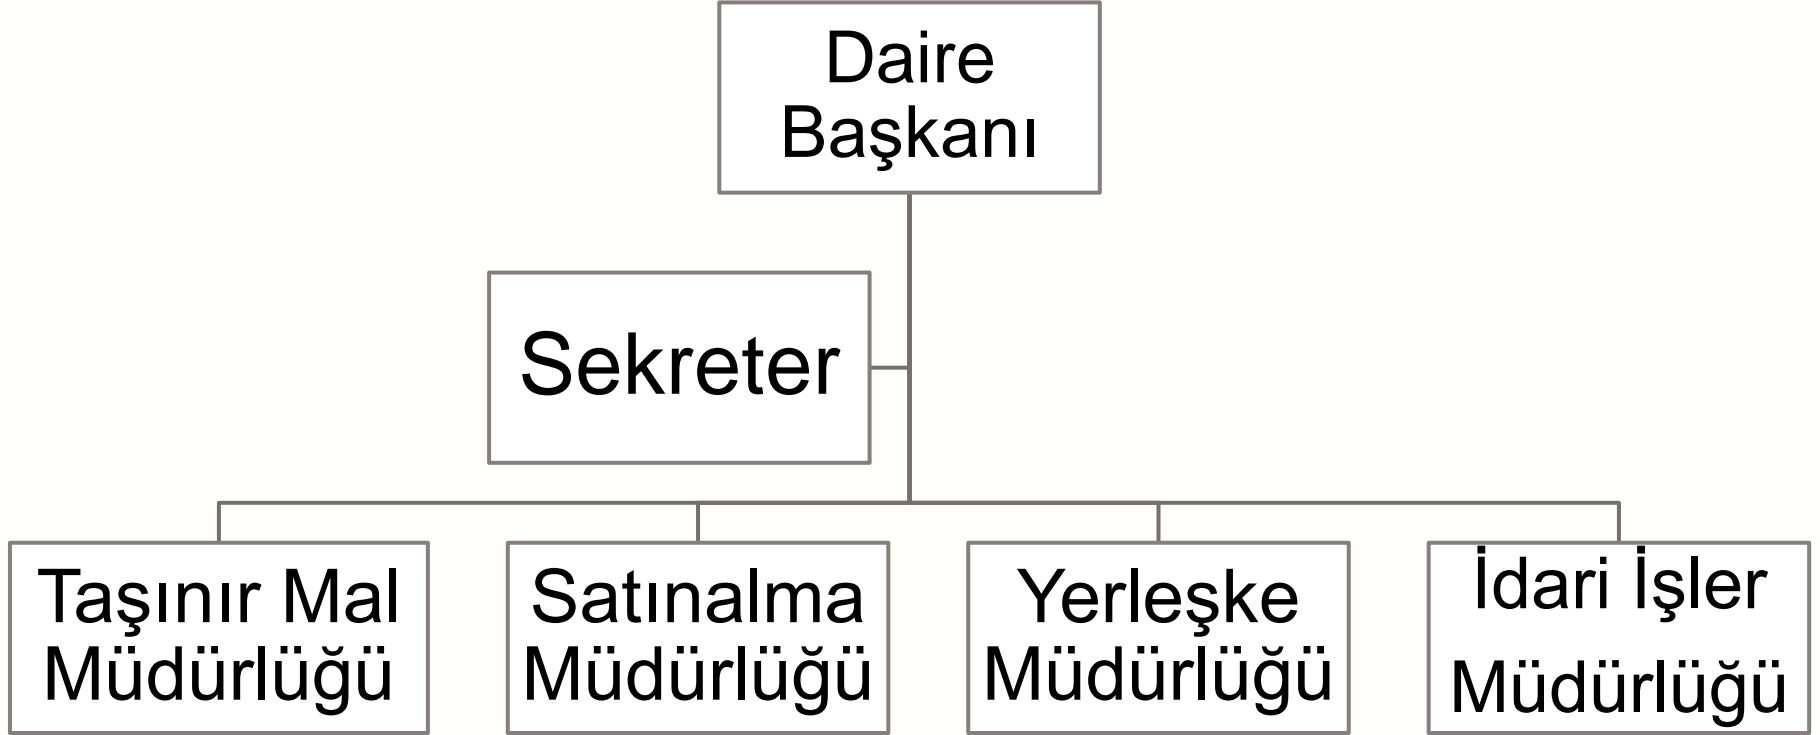 Daire
Başkanı
Sekreter
Taşınır Mal
Müdürlüğü
Satınalma
Müdürlüğü
Yerleşke
Müdürlüğü
İdari İşler
Müdürlüğü